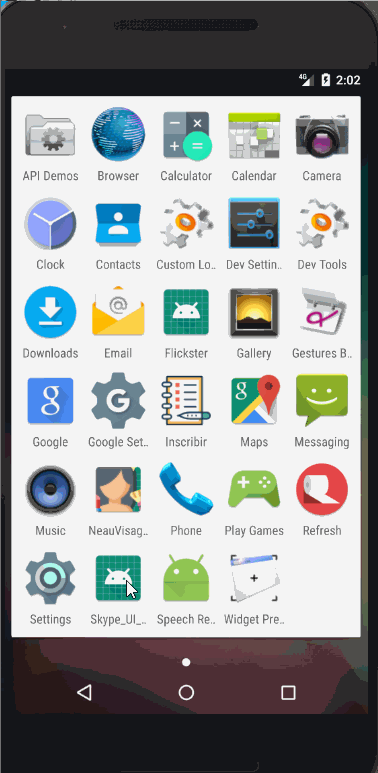 4G 2:02
API Demos Browser Calculator Calendar Camera
Clock Contacts Custom Lo.. Dev Settin.. Dev Tools
Downloads Email Flickster Gallery Gestures B..
Google Google Set.. Inscribir Maps Messaging
Music NeauVisag.. Phone Play Games Refresh
Settings Skype_UI_.. Speech Re.. Widget Pre..